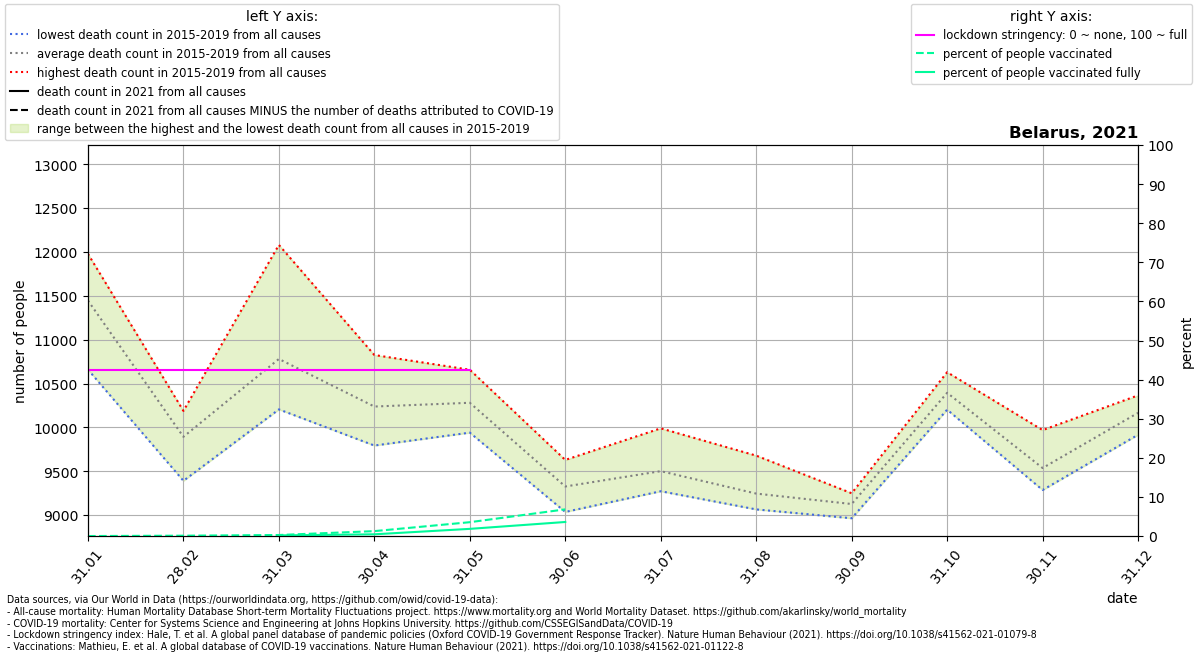 left Y axis:
lowest death count in 2015-2019 from all causes
average death count in 2015-2019 from all causes
highest death count in 2015-2019 from all causes
death count in 2021 from all causes
death count in 2021 from all causes MINUS the number of deaths attributed to COVID-19
range between the highest and the lowest death count from all causes in 2015-2019
right Y axis:
lockdown stringency: 0 ~ none, 100 ~ full
percent of people vaccinated
percent of people vaccinated fully
Belarus, 2021
number of people
13000
12500
12000
11500
11000
10500
10000
9500
9000
100
90
80
70
60
50
40
30
20
10
0
percent
31.01
28.02
31.03
30.04
31.05
30.06
31.07
31.08
30.09
31.10
30.11
31.12
date
Data sources, via Our World in Data (https://ourworldindata.org, https://github.com/owid/covid-19-data):
- All-cause mortality: Human Mortality Database Short-term Mortality Fluctuations project. https://www.mortality.org and World Mortality Dataset. https://github.com/akarlinsky/world_mortality
- COVID-19 mortality: Center for Systems Science and Engineering at Johns Hopkins University. https://github.com/CSSEGISandData/COVID-19
- Lockdown stringency index: Hale, T. et al. A global panel database of pandemic policies (Oxford COVID-19 Government Response Tracker). Nature Human Behaviour (2021). https://doi.org/10.1038/s41562-021-01079-8
- Vaccinations: Mathieu, E. et al. A global database of COVID-19 vaccinations. Nature Human Behaviour (2021). https://doi.org/10.1038/s41562-021-01122-8